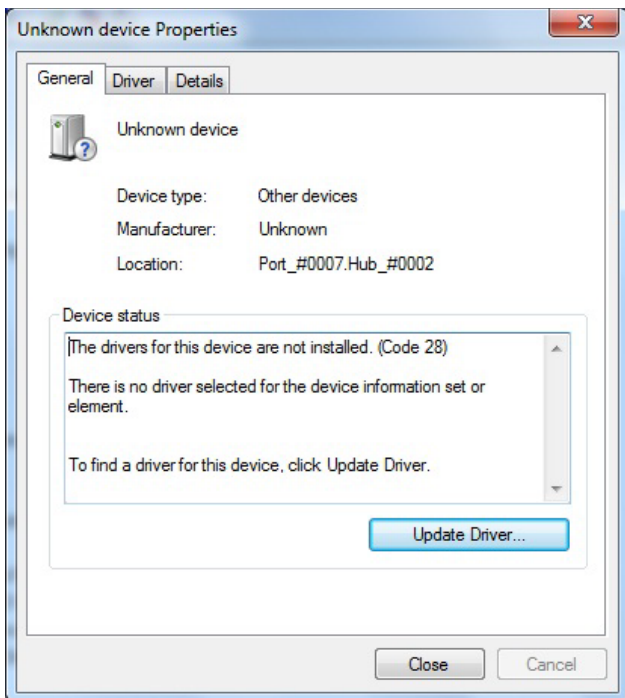 Unknown device Properties
General
Driver
Details
Unknown device
Device type: Other devices
Manufacturer: Unknown
Location: Port_#0007.Hub_#0002
Device status
The drivers for this device are not installed. (Code 28)
There is no driver selected for the device information set or
element.
To find a driver for this device, click Update Driver.
Update Driver...
Close
Cancel